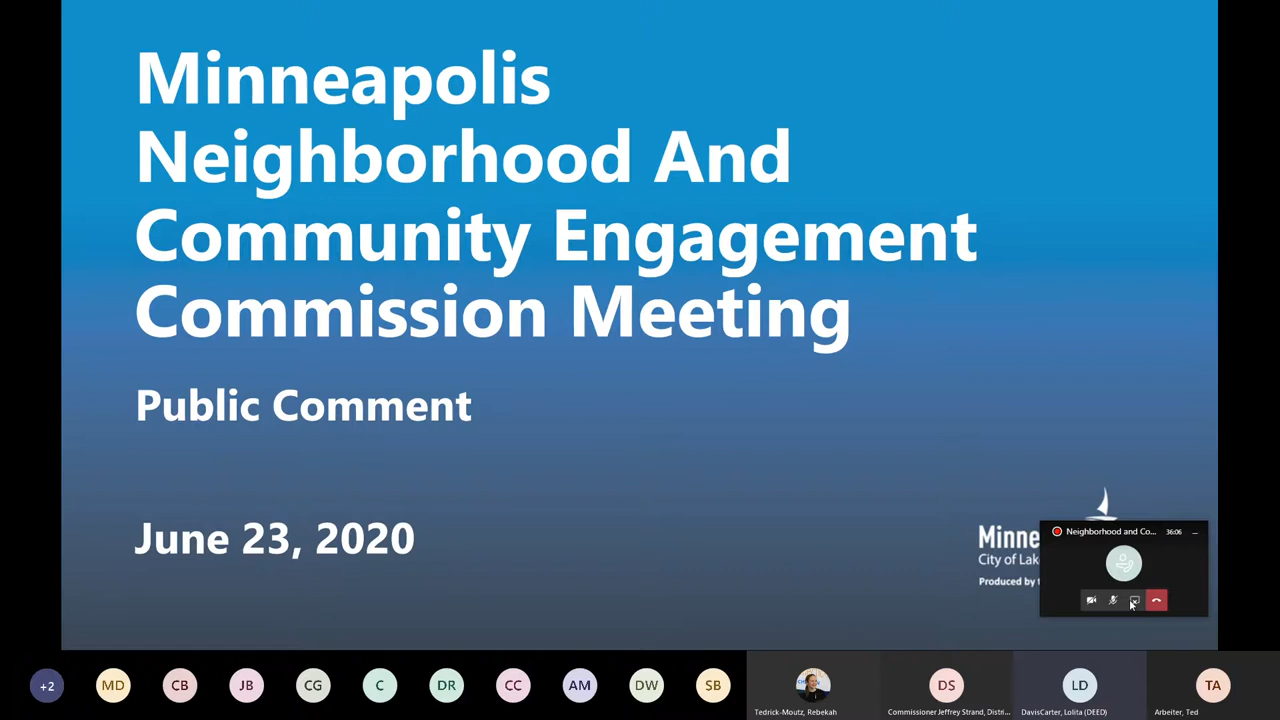 Minneapolis
Neighborhood And
Community Engagement
Commission Meeting
Public Comment
June 23, 2020
Minne
City of Lak
Produced by
Neighborhood and Co... 36:06
+2 MD CB JB CG C DR CC AM DW SB DS LD TA
Tedrick-Moutz, Rebekah
Commissioner Jeffrey Strand, Distri...
DavisCarter, Lolita (DEED)
Arbeiter, Ted